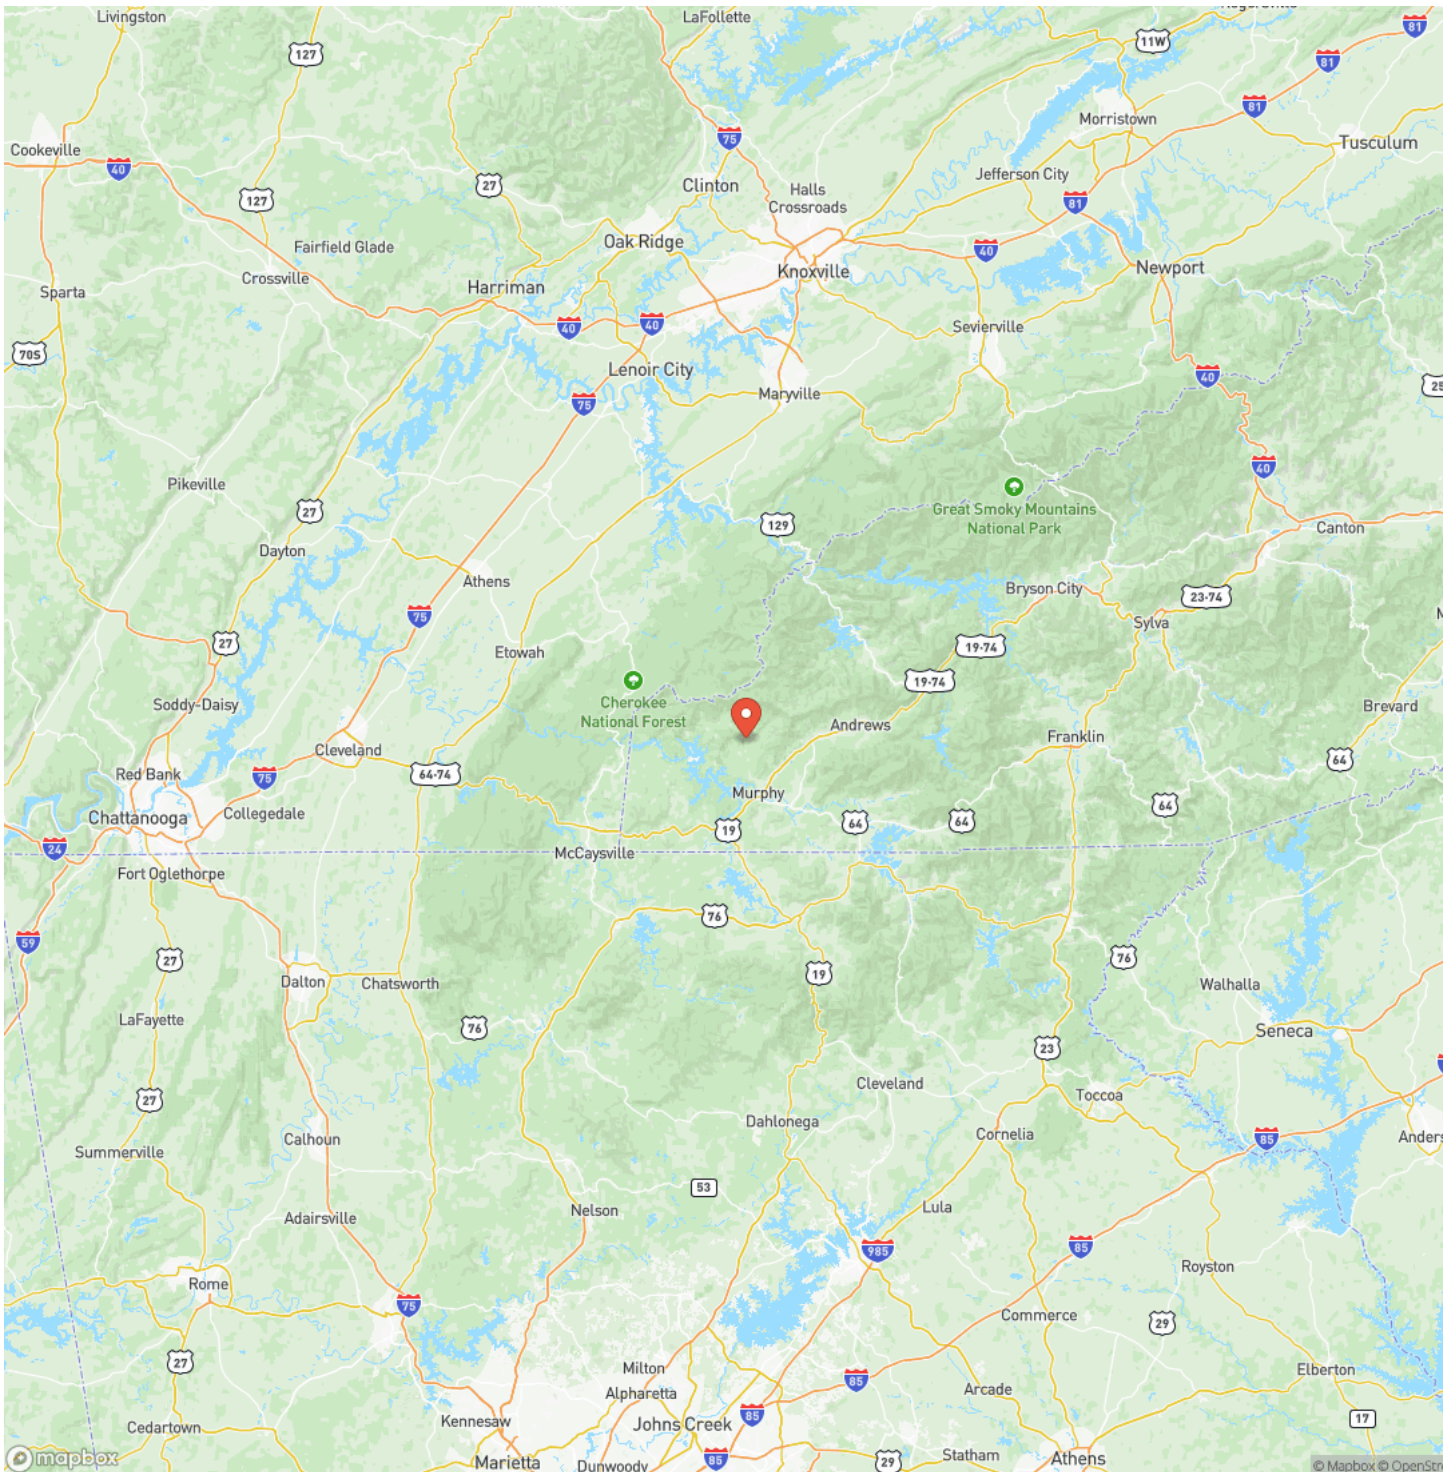 Livingston
LaFollette
127
11W
81
81
81
Morristown
Cookeville
40
75
Tusculum
27
Clinton
Jefferson City
127
Halls
Crossroads
81
Fairfield Glade
Oak Ridge
40
Crossville
Knoxville
Newport
Sparta
Harriman
40
40
Sevierville
70S
Lenoir City
40
25
75
Maryville
40
Pikeville
27
Great Smoky Mountains
National Park
129
Canton
Dayton
Athens
Bryson City
23-74
75
Sylva
27
Etowah
19-74
19-74
Soddy-Daisy
Cherokee
National Forest
Andrews
Brevard
Franklin
Cleveland
64
Red Bank
75
64-74
Murphy
64
Chattanooga
Collegedale
19
64
64
24
McCaysville
Fort Oglethorpe
76
59
27
76
19
Dalton
Chatsworth
Walhalla
LaFayette
76
Seneca
23
Cleveland
27
Toccoa
Dahlonega
Cornelia
85
Calhoun
Anders
Summerville
53
Nelson
Lula
Adairsville
985
85
Royston
Rome
75
Commerce
29
27
Milton
85
Elberton
Alpharetta
Arcade
Kennesaw
Johns Creek
85
17
Cedartown
Marietta
Dunwoody
85
29
Statham
Athens
mapbox
© Mapbox © OpenStr